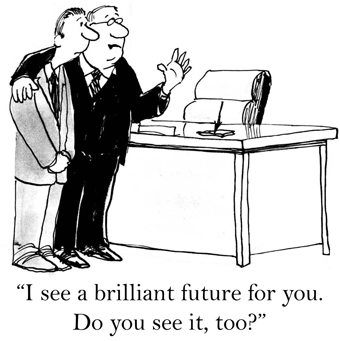 “I see a brilliant future for you.
Do you see it, too?”